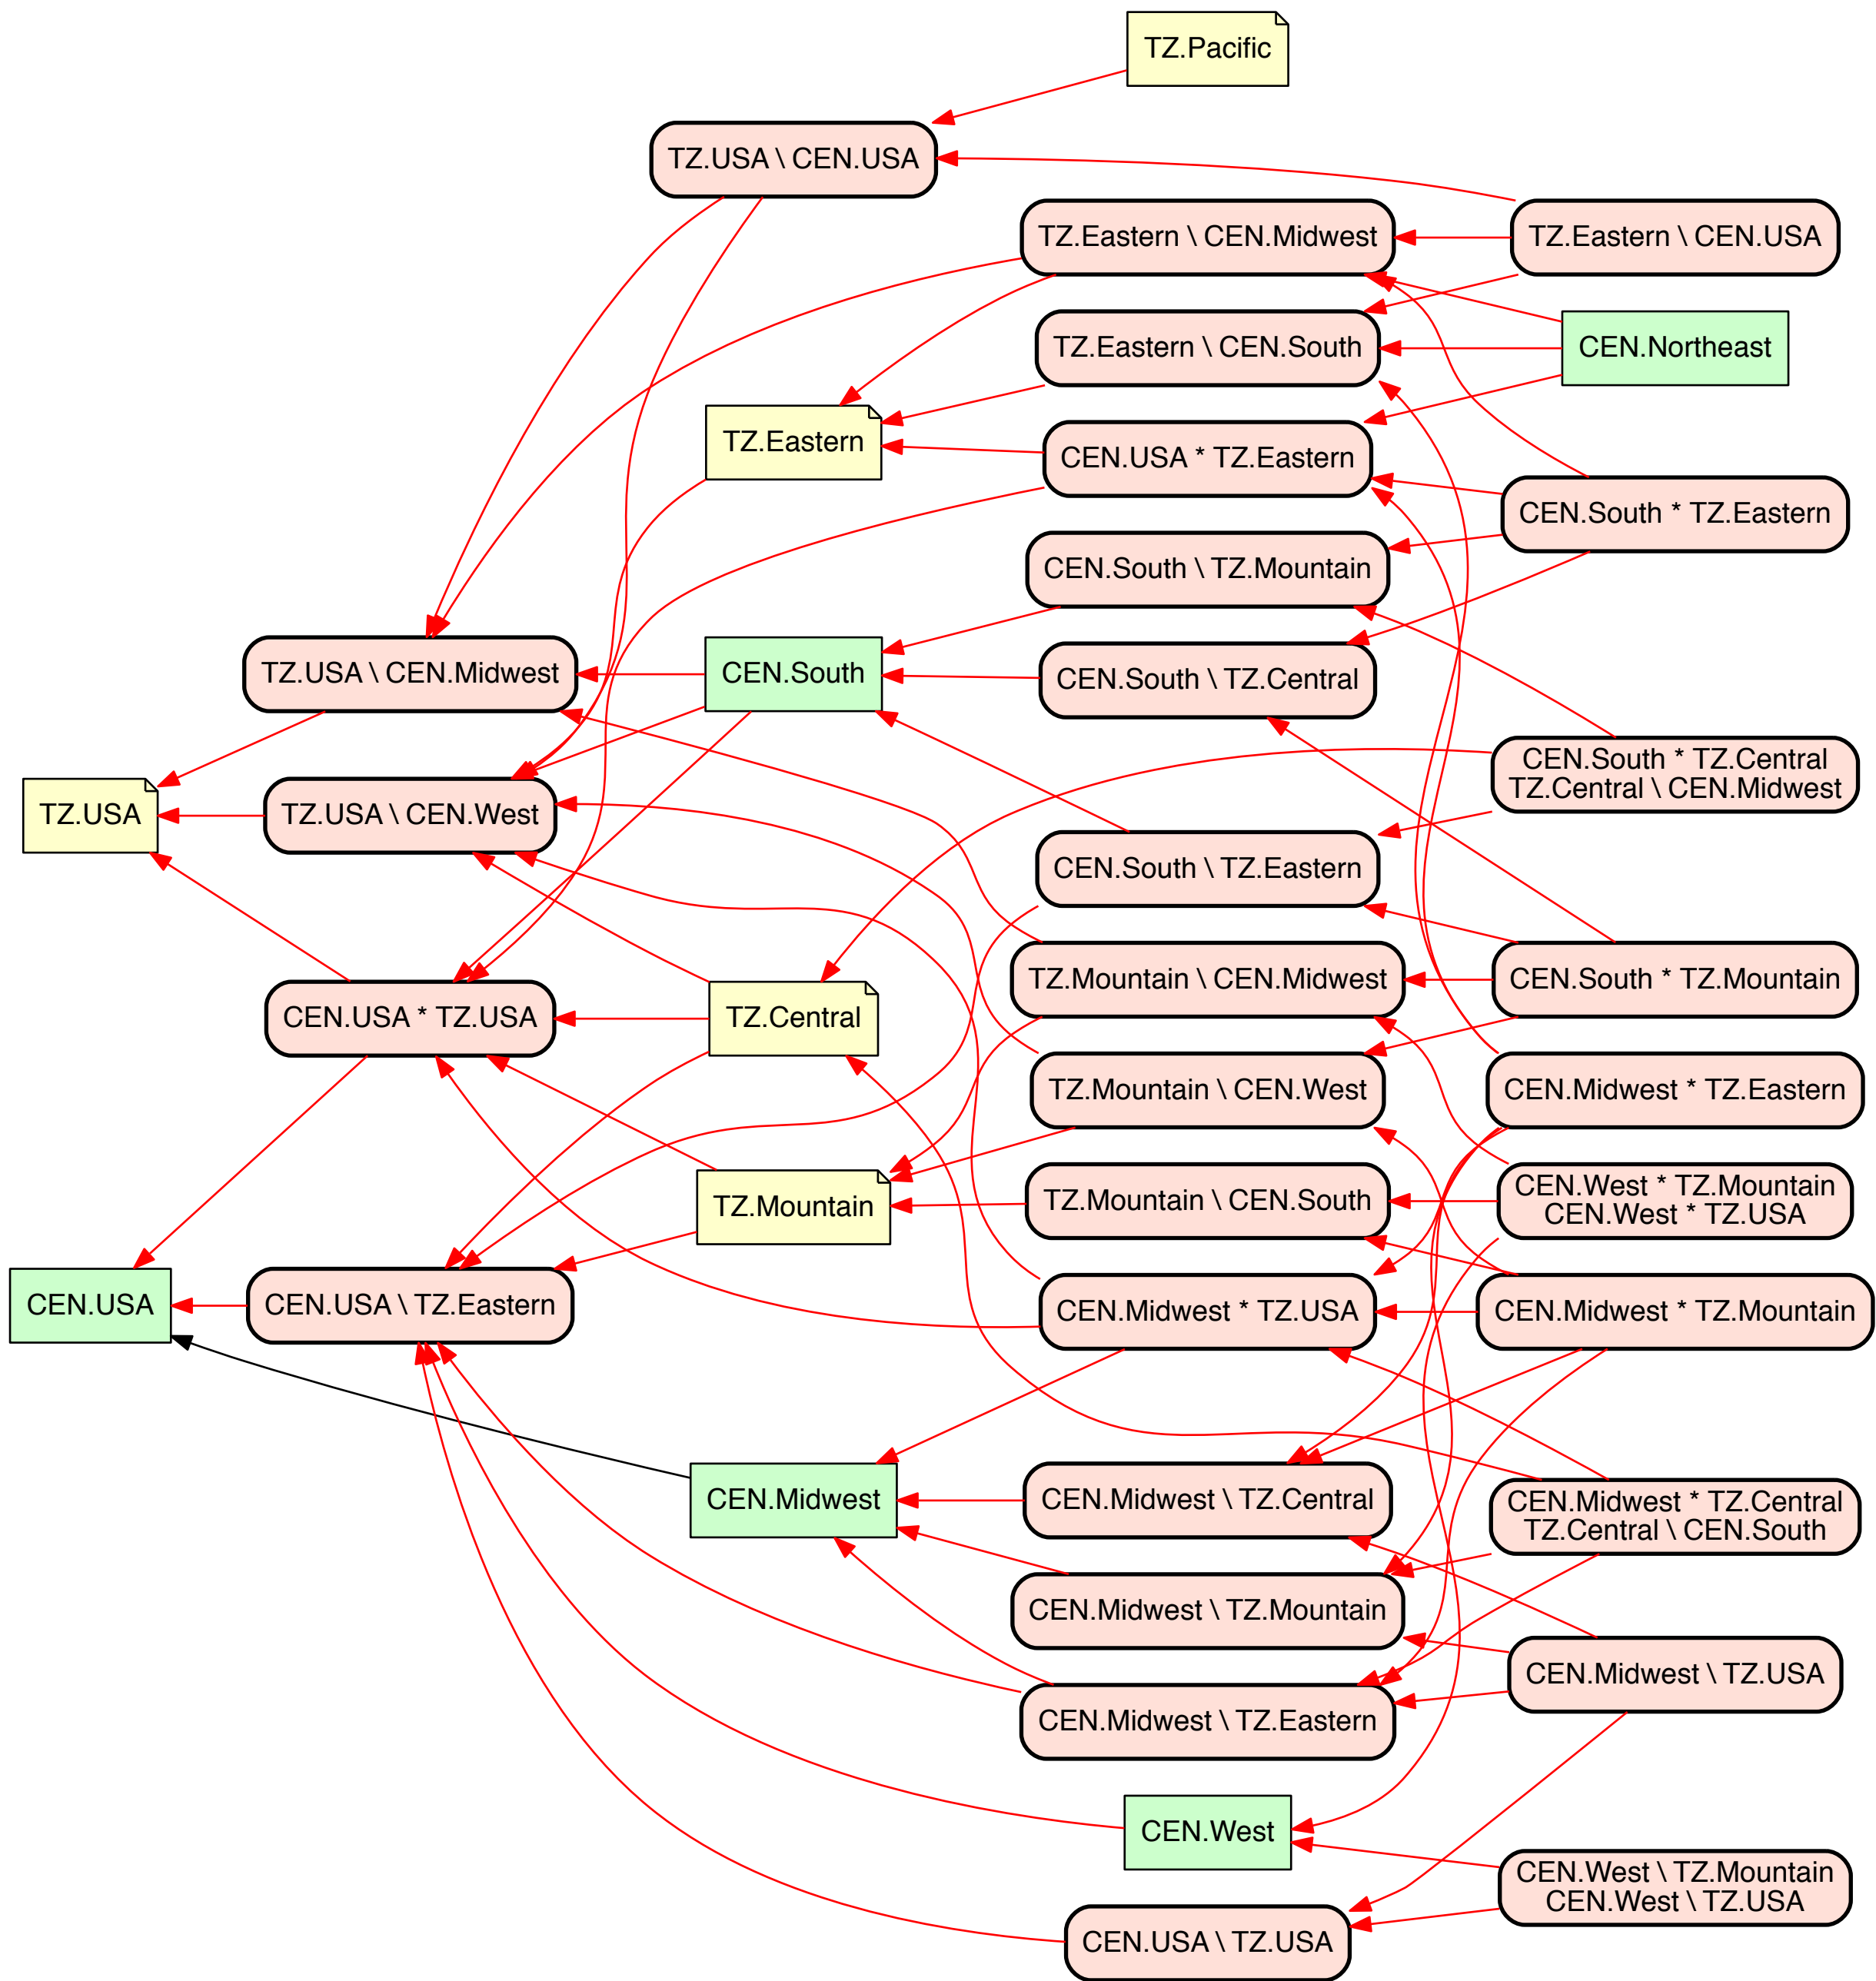 TZ.Pacific
TZ.USA \ CEN.USA
TZ.Eastern \ CEN.Midwest
TZ.Eastern \ CEN.USA
TZ.Eastern \ CEN.South
CEN.Northeast
TZ.Eastern
CEN.USA * TZ.Eastern
CEN.South * TZ.Eastern
CEN.South \ TZ.Mountain
TZ.USA \ CEN.Midwest
CEN.South
CEN.South \ TZ.Central
CEN.South * TZ.Central
TZ.Central \ CEN.Midwest
TZ.USA
TZ.USA \ CEN.West
CEN.South \ TZ.Eastern
TZ.Mountain \ CEN.Midwest
CEN.South * TZ.Mountain
CEN.USA * TZ.USA
TZ.Central
TZ.Mountain \ CEN.West
CEN.Midwest * TZ.Eastern
TZ.Mountain
TZ.Mountain \ CEN.South
CEN.West * TZ.Mountain
CEN.West * TZ.USA
CEN.USA
CEN.USA \ TZ.Eastern
CEN.Midwest * TZ.USA
CEN.Midwest * TZ.Mountain
CEN.Midwest
CEN.Midwest \ TZ.Central
CEN.Midwest * TZ.Central
TZ.Central \ CEN.South
CEN.Midwest \ TZ.Mountain
CEN.Midwest \ TZ.USA
CEN.Midwest \ TZ.Eastern
CEN.West
CEN.West \ TZ.Mountain
CEN.West \ TZ.USA
CEN.USA \ TZ.USA